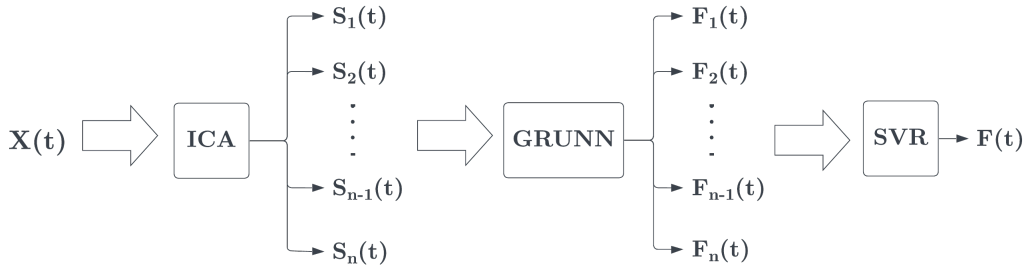 X(t)
ICA
S1(t)
S2(t)
Sn-1(t)
Sn(t)
GRUNN
F1(t)
F2(t)
Fn-1(t)
Fn(t)
SVR
F(t)